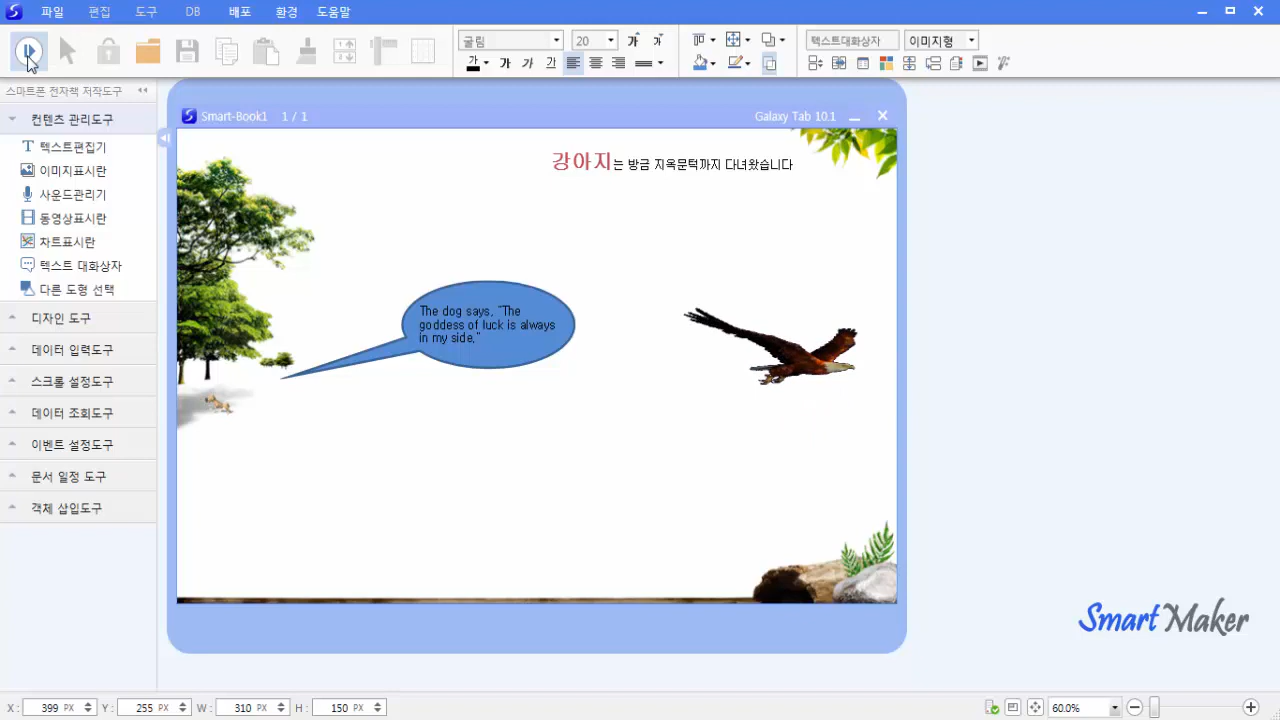 파일 편집 도구 DB 배포 환경 도움말
굴림 20 가 가 텍스트대화상자 이미지형
가 가 가 가
스마트폰 전자책 저작도구
컨텐츠 관리도구
텍스트편집기
이미지표시란
사운드관리기
동영상표시란
차트표시란
텍스트 대화상자
다른 도형 선택
디자인 도구
데이터 입력도구
스크롤 설정도구
데이터 조회도구
이벤트 설정도구
문서 일정 도구
객체 삽입도구
Smart-Book1 1 / 1 Galaxy Tab 10.1
강아지는 방금 지옥문턱까지 다녀왔습니다
The dog says, "The
goddess of luck is always
in my side."
Smart Maker
X : 399 PX Y : 255 PX W : 310 PX H : 150 PX 60.0%